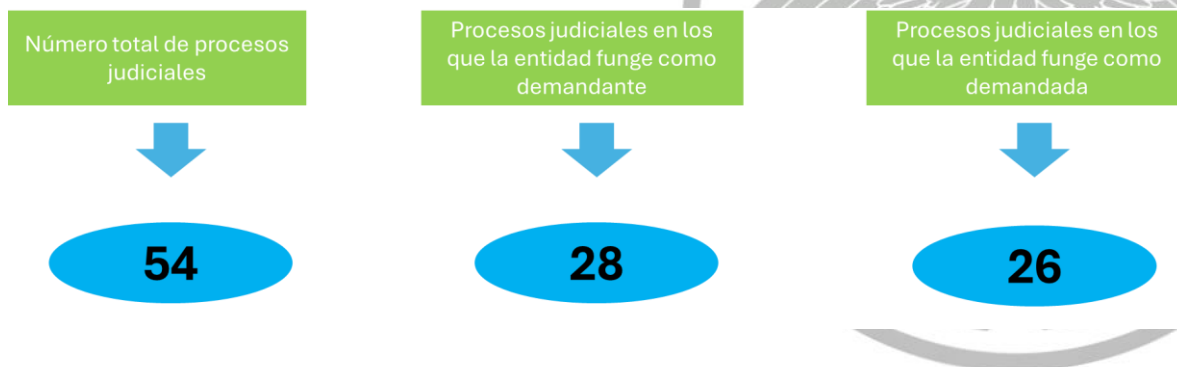 Número total de procesos
judiciales
54
Procesos judiciales en los
que la entidad funge como
demandante
28
Procesos judiciales en los
que la entidad funge como
demandada
26